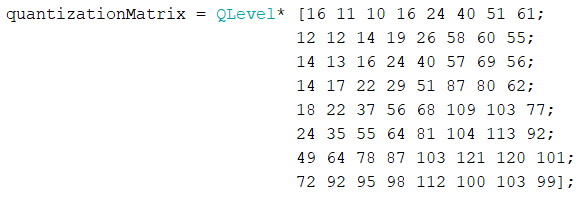 quantizationMatrix = QLevel* [16 11 10 16 24 40 51 61;
12 12 14 19 26 58 60 55;
14 13 16 24 40 57 69 56;
14 17 22 29 51 87 80 62;
18 22 37 56 68 109 103 77;
24 35 55 64 81 104 113 92;
49 64 78 87 103 121 120 101;
72 92 95 98 112 100 103 99];